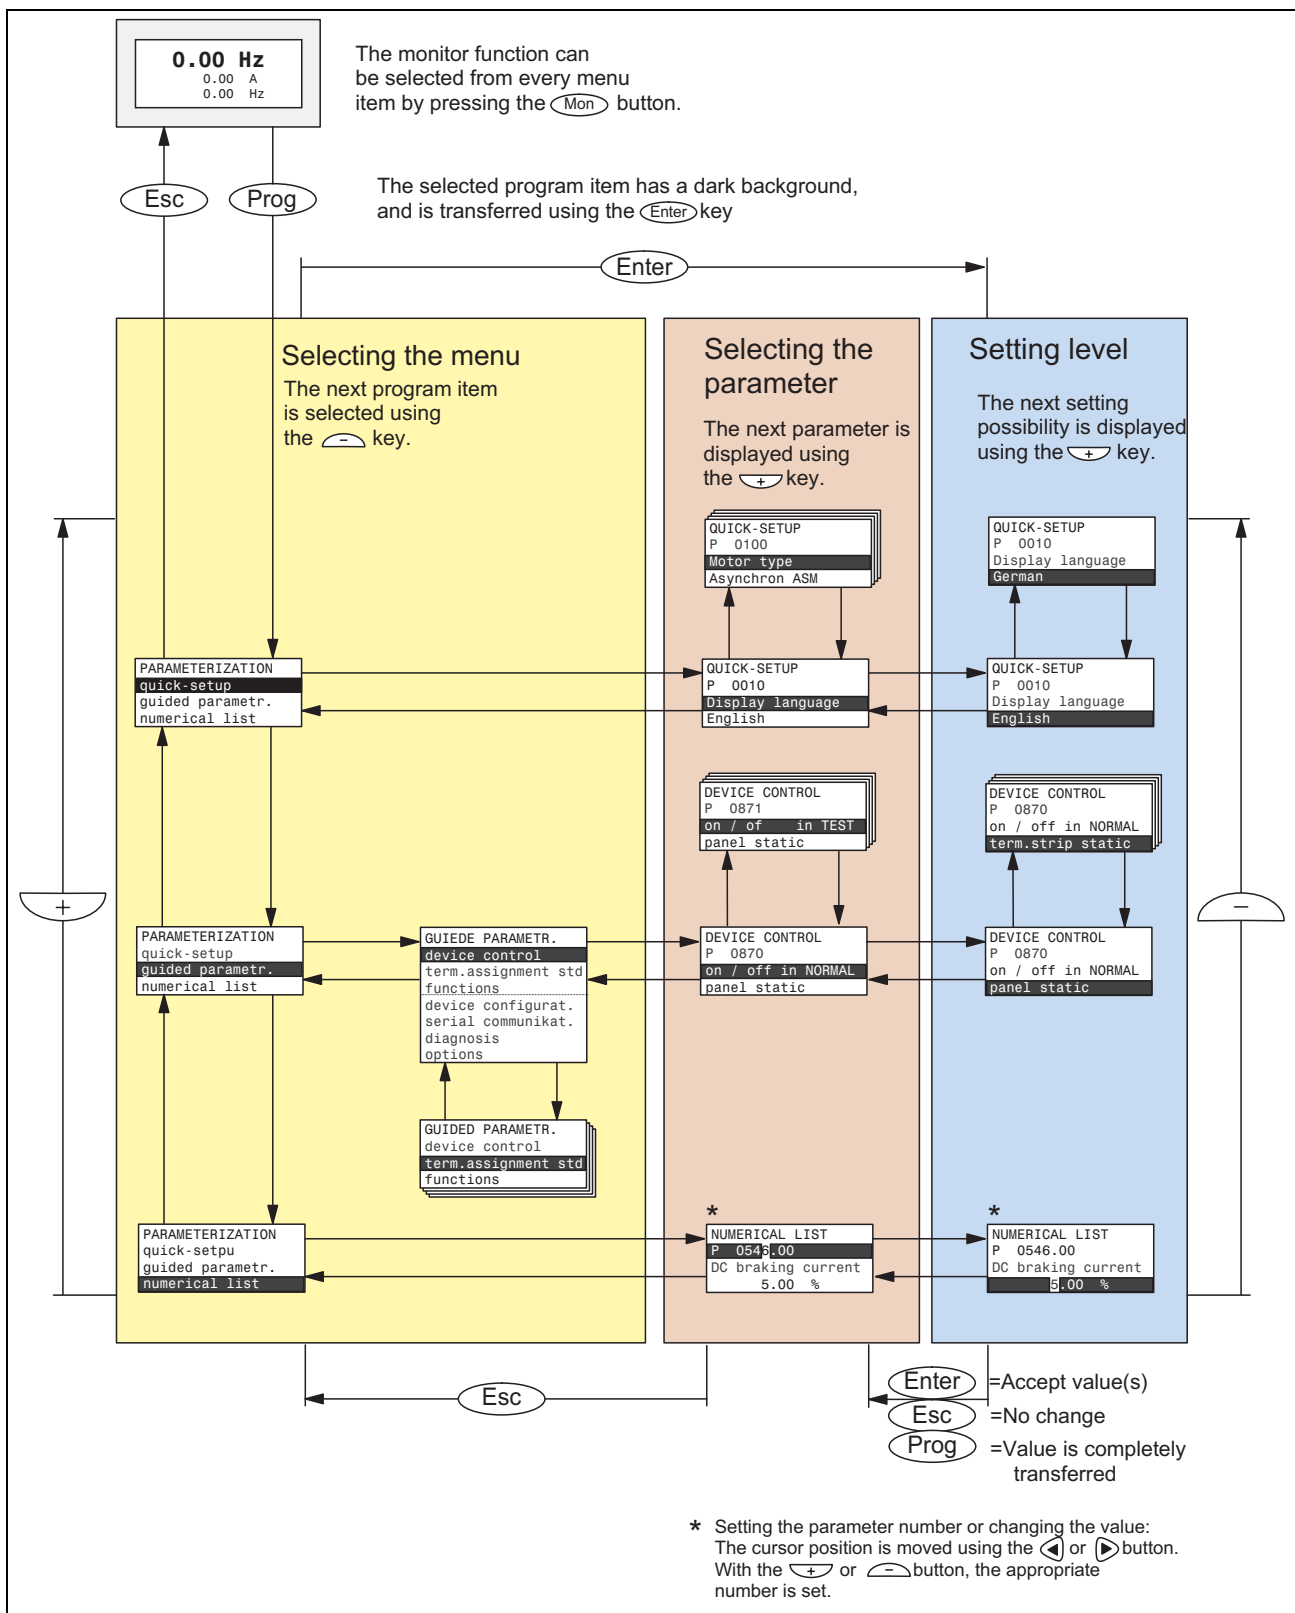 0.00 Hz
0.00 A
0.00 Hz
The monitor function can
be selected from every menu
item by pressing the Mon button.
Esc
Prog
The selected program item has a dark background,
and is transferred using the Enter key
Enter
Selecting the menu
The next program item
is selected using
the − key.
Selecting the
parameter
The next parameter is
displayed using
the + key.
Setting level
The next setting
possibility is displayed
using the + key.
QUICK-SETUP
P 0100
Motor type
Asynchron ASM
QUICK-SETUP
P 0010
Display language
German
PARAMETERIZATION
quick-setup
guided parametr.
numerical list
QUICK-SETUP
P 0010
Display language
English
QUICK-SETUP
P 0010
Display language
English
DEVICE CONTROL
P 0871
on / of in TEST
panel static
DEVICE CONTROL
P 0870
on / off in NORMAL
term.strip static
+
−
PARAMETERIZATION
quick-setup
guided parametr.
numerical list
GUIEDE PARAMETR.
device control
term.assignment std
functions
device configurat.
serial communikat.
diagnosis
options
DEVICE CONTROL
P 0870
on / off in NORMAL
panel static
DEVICE CONTROL
P 0870
on / off in NORMAL
panel static
GUIDED PARAMETR.
device control
term.assignment std
functions
PARAMETERIZATION
quick-setpu
guided parametr.
numerical list
*
NUMERICAL LIST
P 0546.00
DC braking current
5.00 %
*
NUMERICAL LIST
P 0546.00
DC braking current
5.00 %
Esc
Enter =Accept value(s)
Esc =No change
Prog =Value is completely
transferred
* Setting the parameter number or changing the value:
The cursor position is moved using the ◀ or ▶ button.
With the + or − button, the appropriate
number is set.